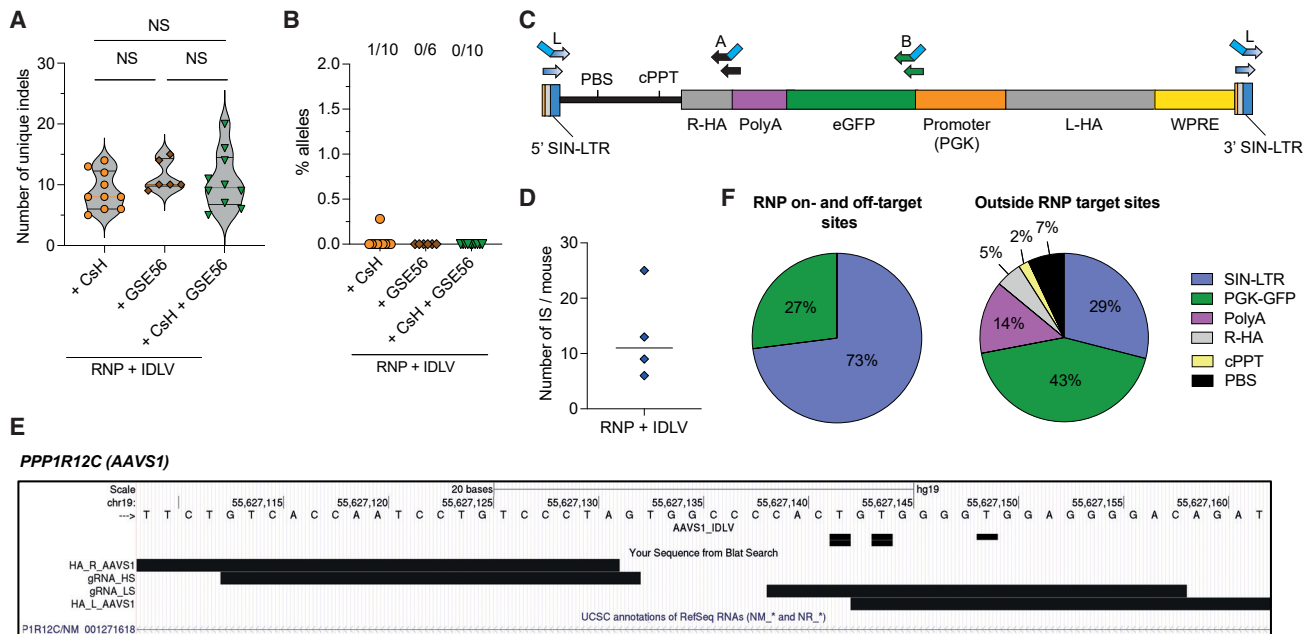 A
NS
NS
NS
Number of unique indels
30
20
10
0
+ CsH
+ GSE56
+ CsH + GSE56
RNP + IDLV
B
1/10
0/6
0/10
% alleles
2.0
1.5
1.0
0.5
0.0
+ CsH
+ GSE56
+ CsH + GSE56
RNP + IDLV
C
L
A
B
L
PBS
cPPT
R-HA
PolyA
eGFP
Promoter
(PGK)
L-HA
WPRE
5' SIN-LTR
3' SIN-LTR
D
Number of IS / mouse
30
20
10
0
RNP + IDLV
F
RNP on- and off-target
sites
27%
73%
Outside RNP target sites
5%
2%
7%
29%
14%
43%
SIN-LTR
PGK-GFP
PolyA
R-HA
cPPT
PBS
E
PPP1R12C (AAVS1)
Scale
20 bases
hg19
chr19:
55,627,115
55,627,120
55,627,125
55,627,130
55,627,135
55,627,140
55,627,145
55,627,150
55,627,155
55,627,160
---> T T C T G T C A C C A A T C C T G T C C C T A G T G G C C C C A C T G T G G G G T G G A G G G G A C A G A T
AAVS1_IDLV
Your Sequence from Blat Search
HA_R_AAVS1
gRNA_HS
gRNA_LS
HA_L_AAVS1
UCSC annotations of RefSeq RNAs (NM_* and NR_*)
P1R12C/NM_001271618